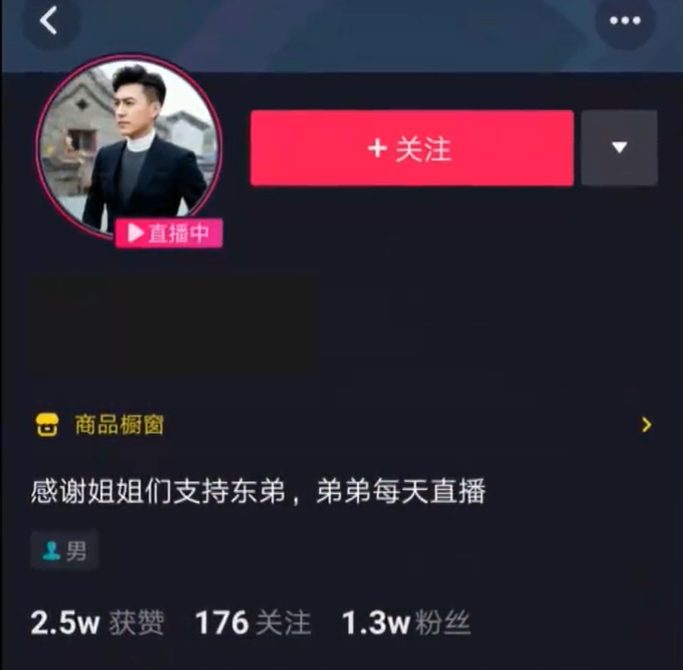 + 关注
直播中
商品橱窗
感谢姐姐们支持东弟，弟弟每天直播
男
2.5w 获赞 176 关注 1.3w 粉丝